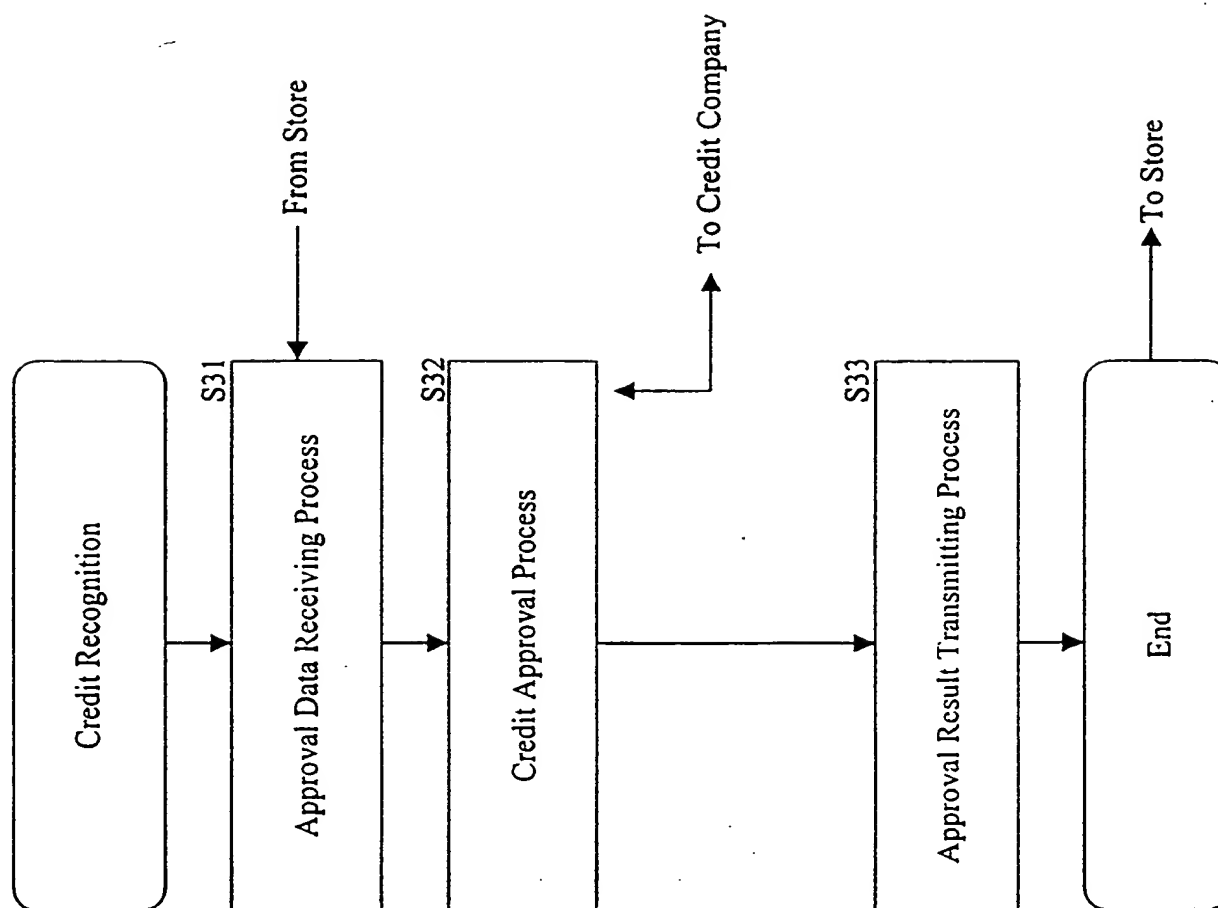 Credit Recognition
S31
Approval Data Receiving Process
From Store
S32
Credit Approval Process
To Credit Company
S33
Approval Result Transmitting Process
End
To Store